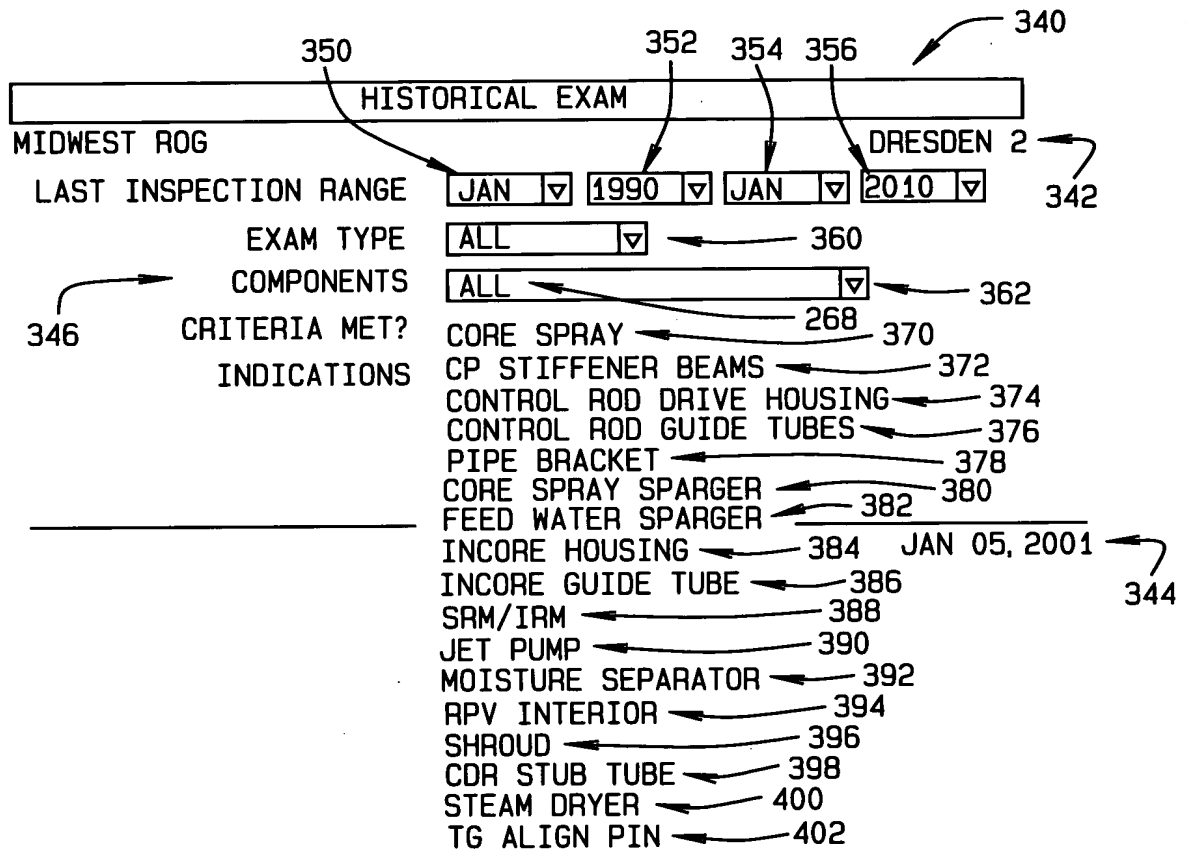 340
350 352 354 356
HISTORICAL EXAM
MIDWEST ROG DRESDEN 2
342
LAST INSPECTION RANGE JAN 1990 JAN 2010
EXAM TYPE ALL 360
346
COMPONENTS ALL 362
268
CRITERIA MET? CORE SPRAY 370
INDICATIONS CP STIFFENER BEAMS 372
CONTROL ROD DRIVE HOUSING 374
CONTROL ROD GUIDE TUBES 376
PIPE BRACKET 378
CORE SPRAY SPARGER 380
FEED WATER SPARGER 382
INCORE HOUSING 384 JAN 05, 2001
344
INCORE GUIDE TUBE 386
SRM/IRM 388
JET PUMP 390
MOISTURE SEPARATOR 392
RPV INTERIOR 394
SHROUD 396
CDR STUB TUBE 398
STEAM DRYER 400
TG ALIGN PIN 402